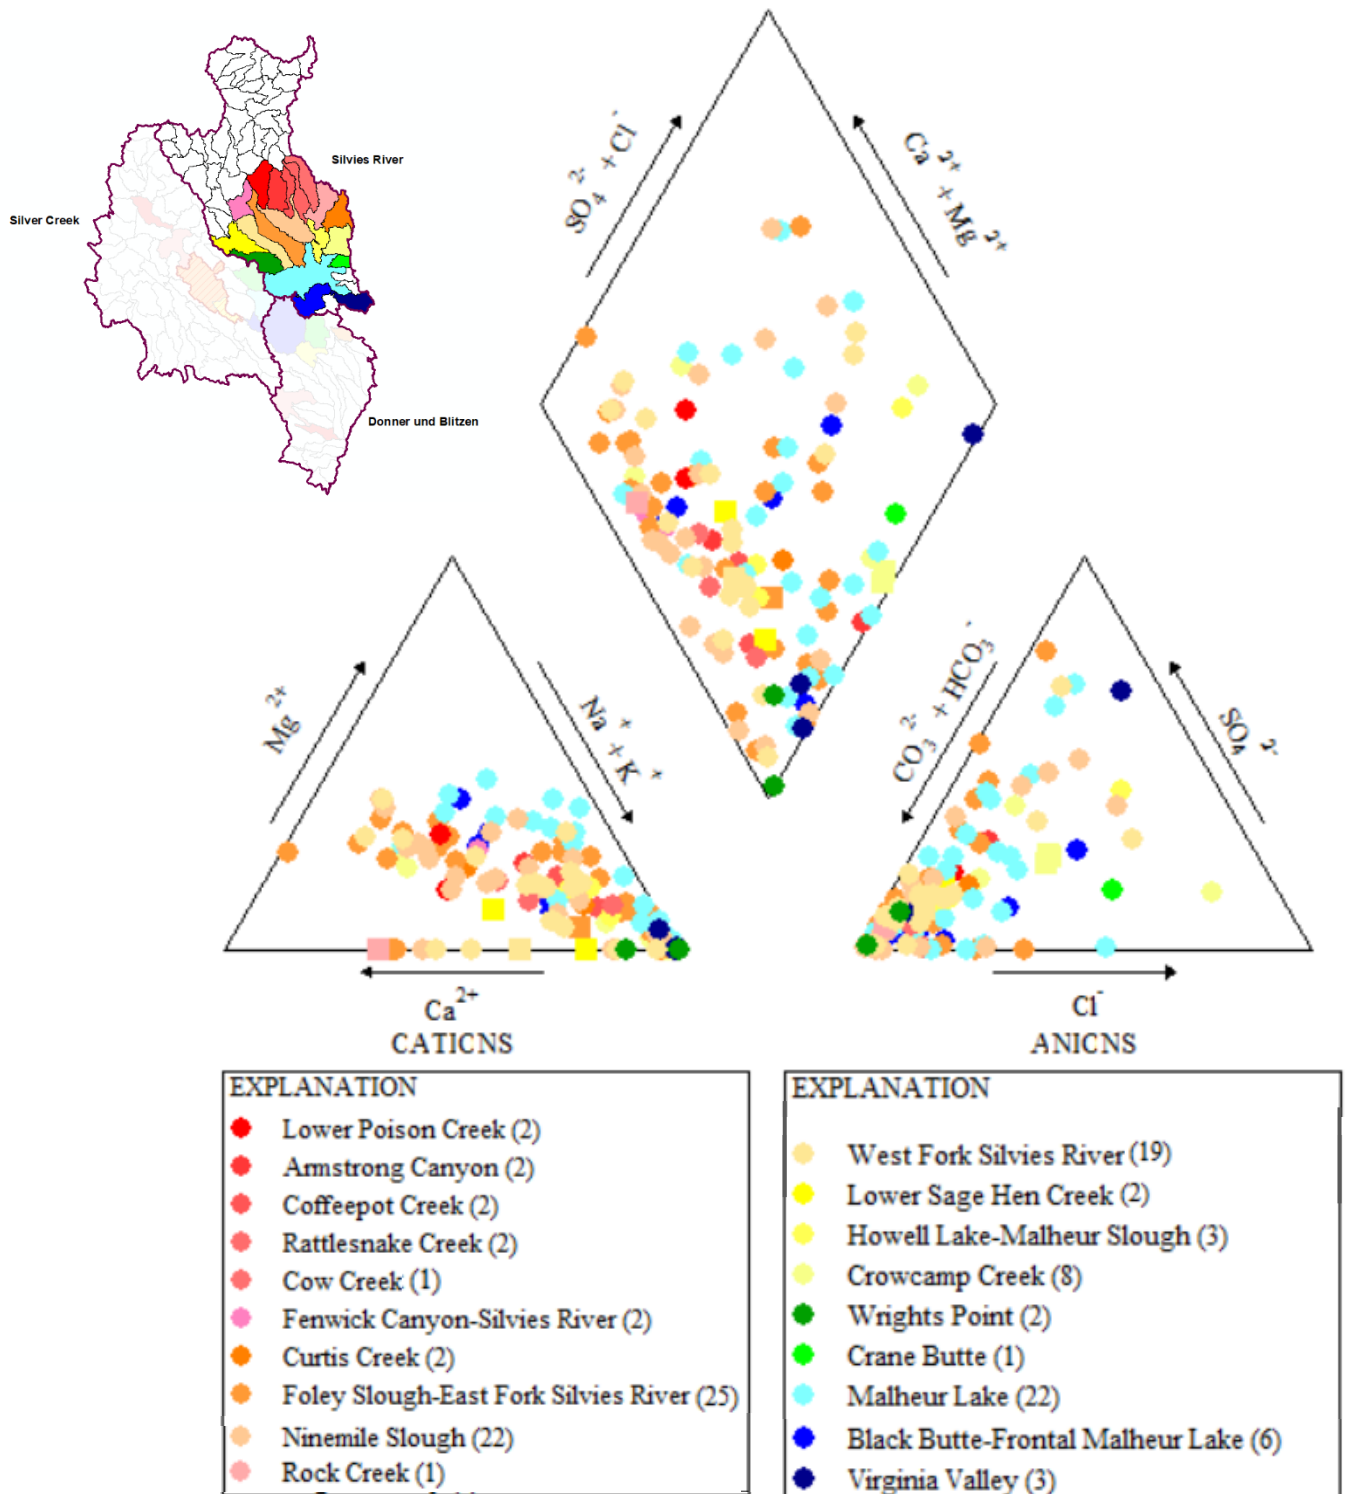 Silvies River
Silver Creek
Donner und Blitzen
SO4 2- + Cl-
Ca 2+ + Mg 2+
Mg 2+
Na + + K +
CO3 2- + HCO3 -
SO4 2-
Ca2+
Cl-
CATICNS
ANICNS
EXPLANATION
Lower Poison Creek (2)
Armstrong Canyon (2)
Coffeepot Creek (2)
Rattlesnake Creek (2)
Cow Creek (1)
Fenwick Canyon-Silvies River (2)
Curtis Creek (2)
Foley Slough-East Fork Silvies River (25)
Ninemile Slough (22)
Rock Creek (1)
EXPLANATION
West Fork Silvies River (19)
Lower Sage Hen Creek (2)
Howell Lake-Malheur Slough (3)
Crowcamp Creek (8)
Wrights Point (2)
Crane Butte (1)
Malheur Lake (22)
Black Butte-Frontal Malheur Lake (6)
Virginia Valley (3)